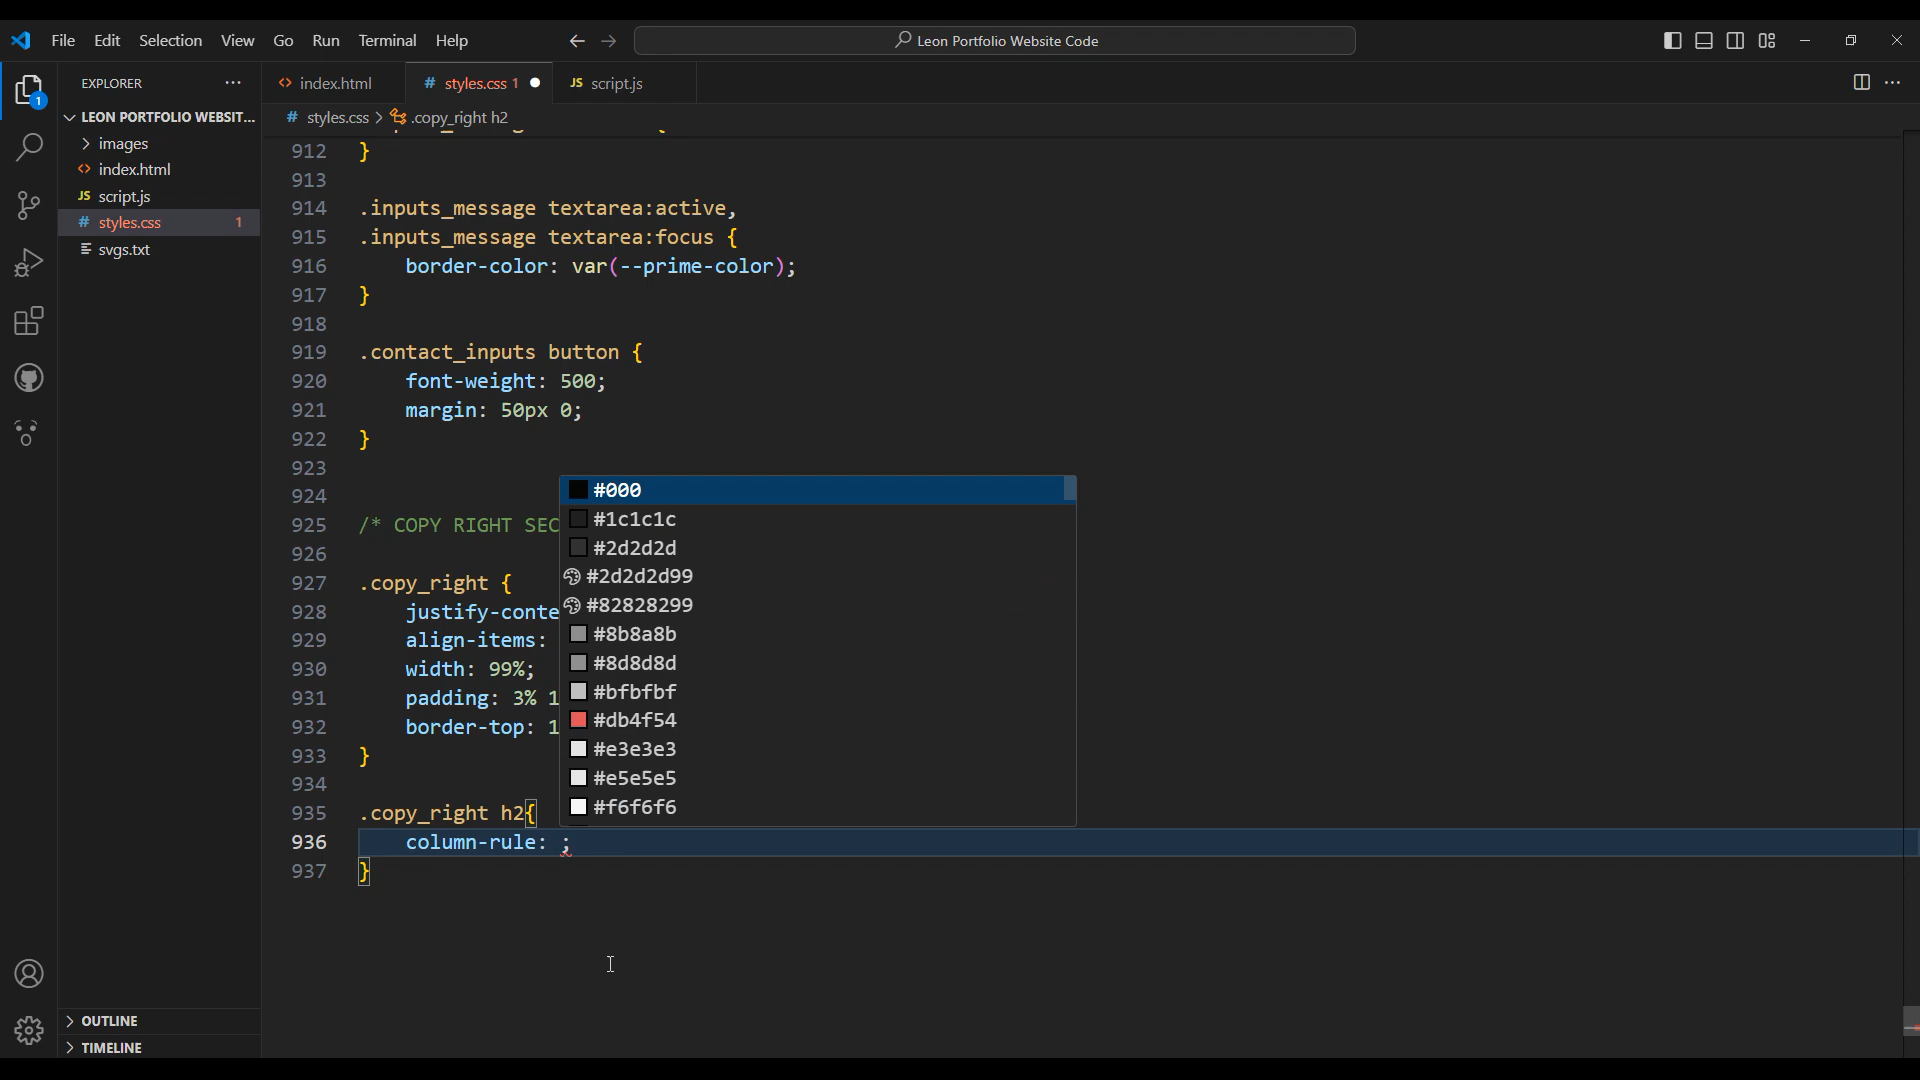 File Edit Selection View Go Run Terminal Help
Leon Portfolio Website Code
EXPLORER
index.html
# styles.css 1
JS script.js
LEON PORTFOLIO WEBSIT...
# styles.css > .copy_right h2
images
index.html
JS script.js
# styles.css 1
svgs.txt
912 }
913
914 .inputs_message textarea:active,
915 .inputs_message textarea:focus {
916 border-color: var(--prime-color);
917 }
918
919 .contact_inputs button {
920 font-weight: 500;
921 margin: 50px 0;
922 }
923
924
925 /* COPY RIGHT SEC
926
927 .copy_right {
928 justify-conte
929 align-items:
930 width: 99%;
931 padding: 3% 1
932 border-top: 1
933 }
934
935 .copy_right h2{
936 column-rule: ;
937 }
#000
#1c1c1c
#2d2d2d
#2d2d2d99
#82828299
#8b8a8b
#8d8d8d
#bfbfbf
#db4f54
#e3e3e3
#e5e5e5
#f6f6f6
1
OUTLINE
TIMELINE